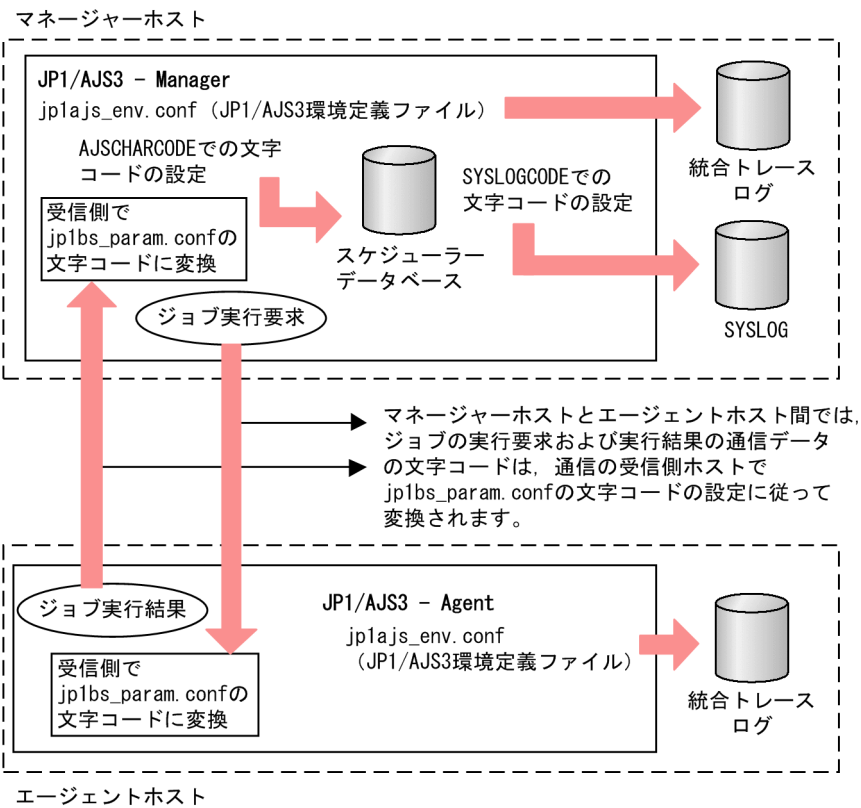 マネージャーホスト
JP1/AJS3 - Manager
jp1ajs_env.conf（JP1/AJS3環境定義ファイル）
AJSCHARCODEでの文字
コードの設定
受信側で
jp1bs_param.confの
文字コードに変換
スケジューラー
データベース
SYSLOGCODEでの
文字コードの設定
統合トレース
ログ
SYSLOG
ジョブ実行要求
マネージャーホストとエージェントホスト間では，
ジョブの実行要求および実行結果の通信データ
の文字コードは，通信の受信側ホストで
jp1bs_param.confの文字コードの設定に従って
変換されます。
ジョブ実行結果
受信側で
jp1bs_param.confの
文字コードに変換
JP1/AJS3 - Agent
jp1ajs_env.conf
（JP1/AJS3環境定義ファイル）
統合トレース
ログ
エージェントホスト